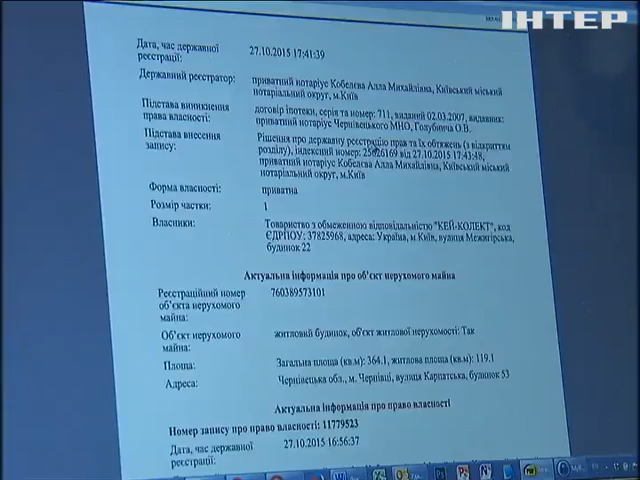 ІНТЕР
Дата, час державної
реєстрації:
27.10.2015 17:41:39
Державний реєстратор:
приватний нотаріус Кобелєва Алла Михайлівна, Київський міський
нотаріальний округ, м.Київ
Підстава виникнення
права власності:
договір іпотеки, серія та номер: 711, виданий 02.03.2007, видавник:
приватний нотаріус Чернівецького МНО, Голубнича О.В.
Підстава внесення
запису:
Рішення про державну реєстрацію прав та їх обтяжень (з відкриттям
розділу), індексний номер: 25626169 від 27.10.2015 17:43:48,
приватний нотаріус Кобелєва Алла Михайлівна, Київський міський
нотаріальний округ, м.Київ
Форма власності:
приватна
Розмір частки:
1
Власники:
Товариство з обмеженою відповідальністю "КЕЙ-КОЛЕКТ", код
ЄДРПОУ: 37825968, адреса: Україна, м.Київ, вулиця Межигірська,
будинок 22
Актуальна інформація про об'єкт нерухомого майна
Реєстраційний номер
об'єкта нерухомого
майна:
760389573101
Об'єкт нерухомого
майна:
житловий будинок, об'єкт житлової нерухомості: Так
Площа:
Загальна площа (кв.м): 364.1, житлова площа (кв.м): 119.1
Адреса:
Чернівецька обл., м. Чернівці, вулиця Карпатська, будинок 53
Актуальна інформація про право власності
Номер запису про право власності: 11779523
Дата, час державної
реєстрації:
27.10.2015 16:56:37